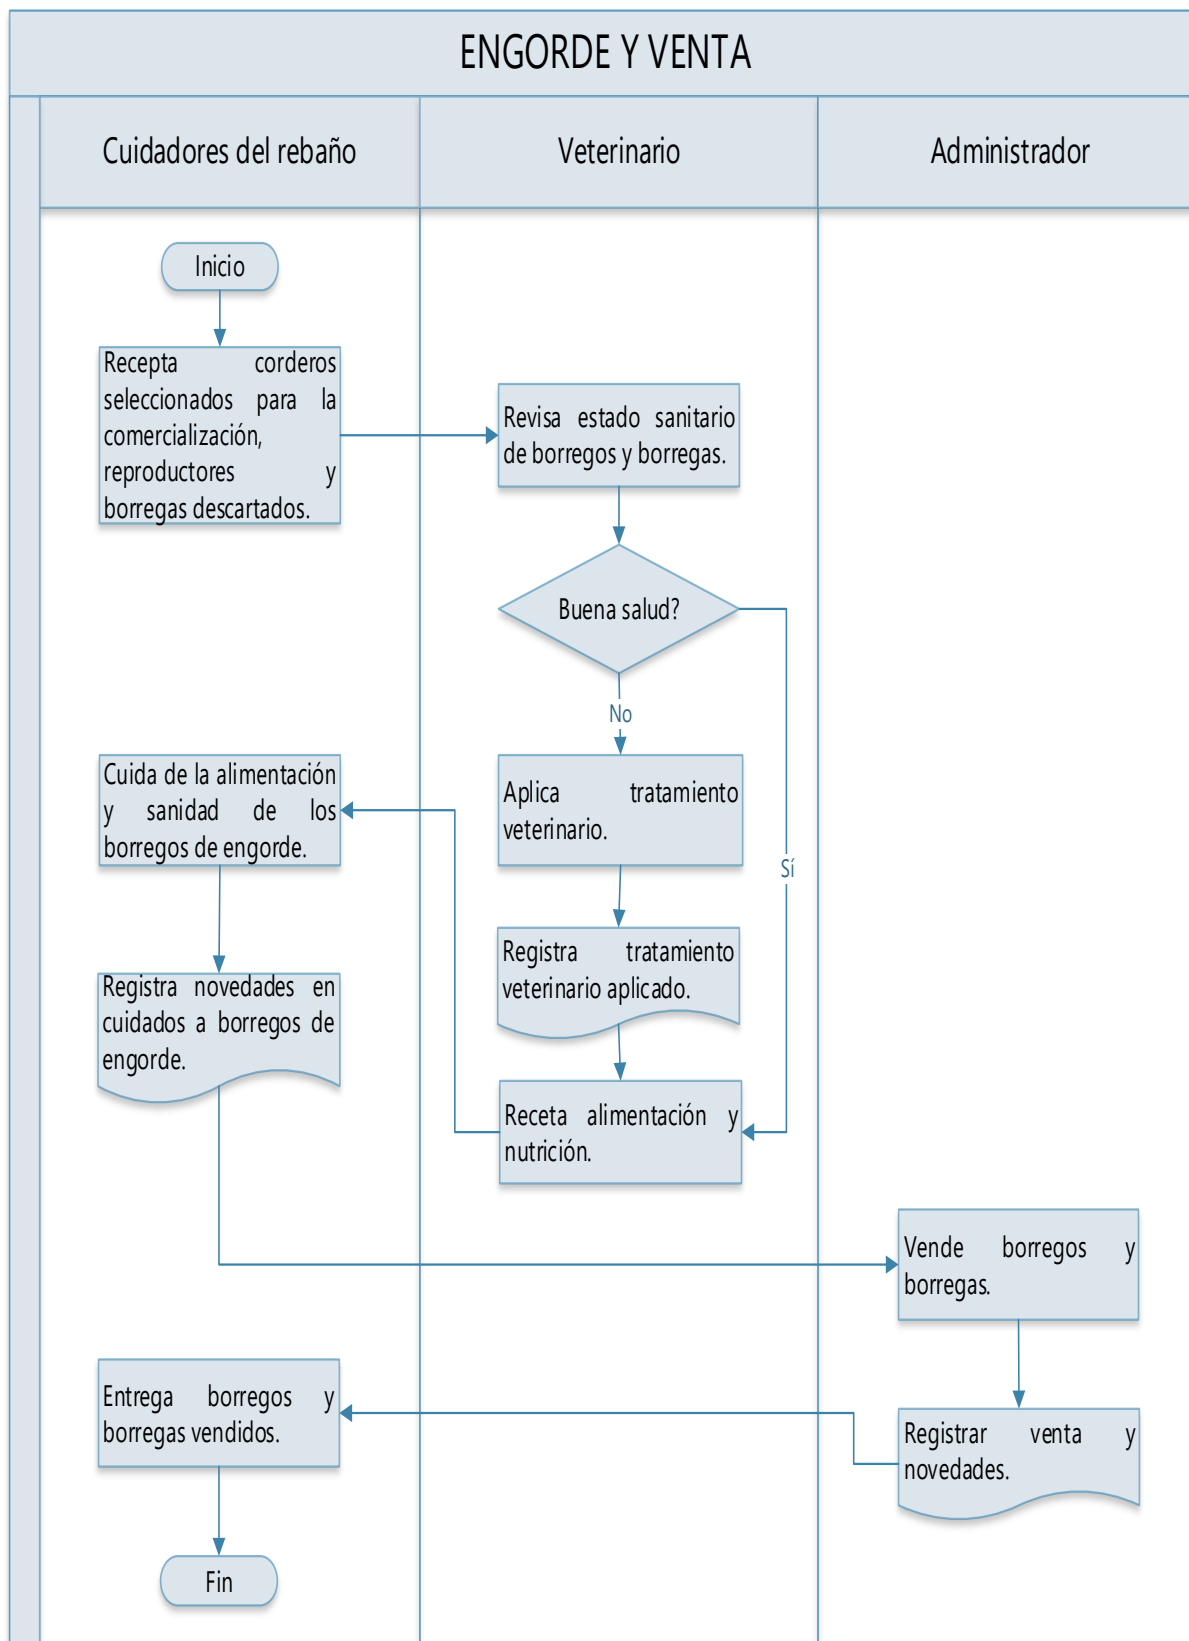 ENGORDE Y VENTA
Cuidadores del rebaño
Veterinario
Administrador
Inicio
Recepta corderos
seleccionados para la
comercialización,
reproductores y
borregas descartados.
Revisa estado sanitario
de borregos y borregas.
Buena salud?
No
Sí
Aplica tratamiento
veterinario.
Registra tratamiento
veterinario aplicado.
Receta alimentación y
nutrición.
Cuida de la alimentación
y sanidad de los
borregos de engorde.
Registra novedades en
cuidados a borregos de
engorde.
Vende borregos y
borregas.
Registrar venta y
novedades.
Entrega borregos y
borregas vendidos.
Fin